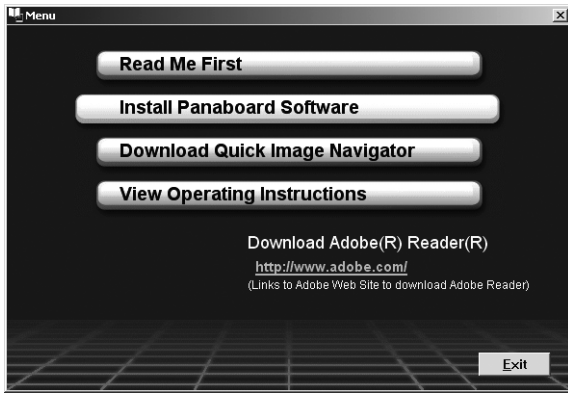 Menu
Read Me First
Install Panaboard Software
Download Quick Image Navigator
View Operating Instructions
Download Adobe(R) Reader(R)
http://www.adobe.com/
(Links to Adobe Web Site to download Adobe Reader)
Exit